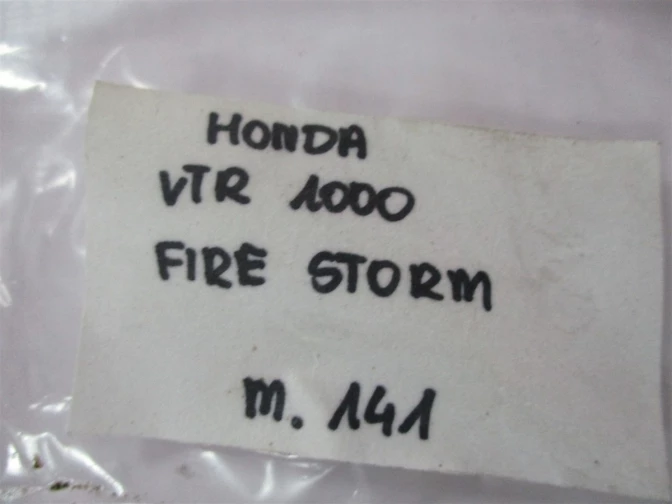 HONDA
VTR 1000
FIRE STORM
m. 141